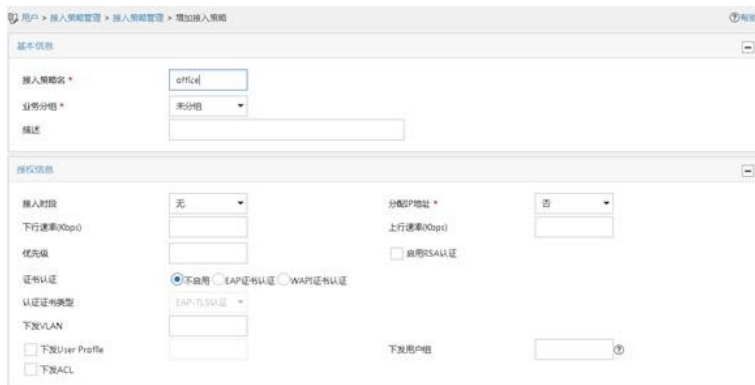 用户 > 接入策略管理 > 接入策略管理 > 增加接入策略 帮助
基本信息
接入策略名 * office
业务分组 * 未分组
描述
授权信息
接入时段 无 分配IP地址 * 否
下行速率(Kbps) 上行速率(Kbps)
优先级 启用RSA认证
证书认证 不启用 EAP证书认证 WAPI证书认证
认证证书类型 EAP-TLS认证
下发VLAN
下发User Profile 下发用户组
下发ACL